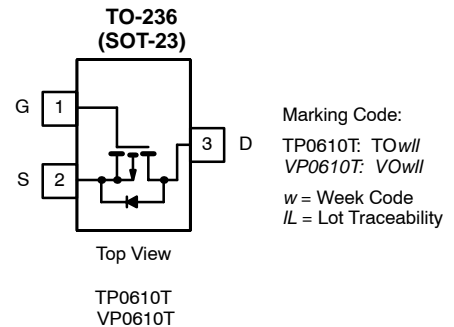 TO-236
(SOT-23)
G 1
3 D
S 2
Top View
TP0610T
VP0610T
Marking Code:
TP0610T: TOwll
VP0610T: VOwll
w = Week Code
lL = Lot Traceability